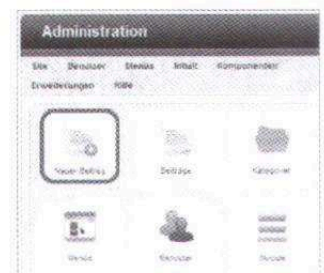 Administration
Site Benutzer Menüs Inhalt Komponenten
Erweiterungen Hilfe
Neuer Beitrag Beiträge Kategorien
Menüs Benutzer Module